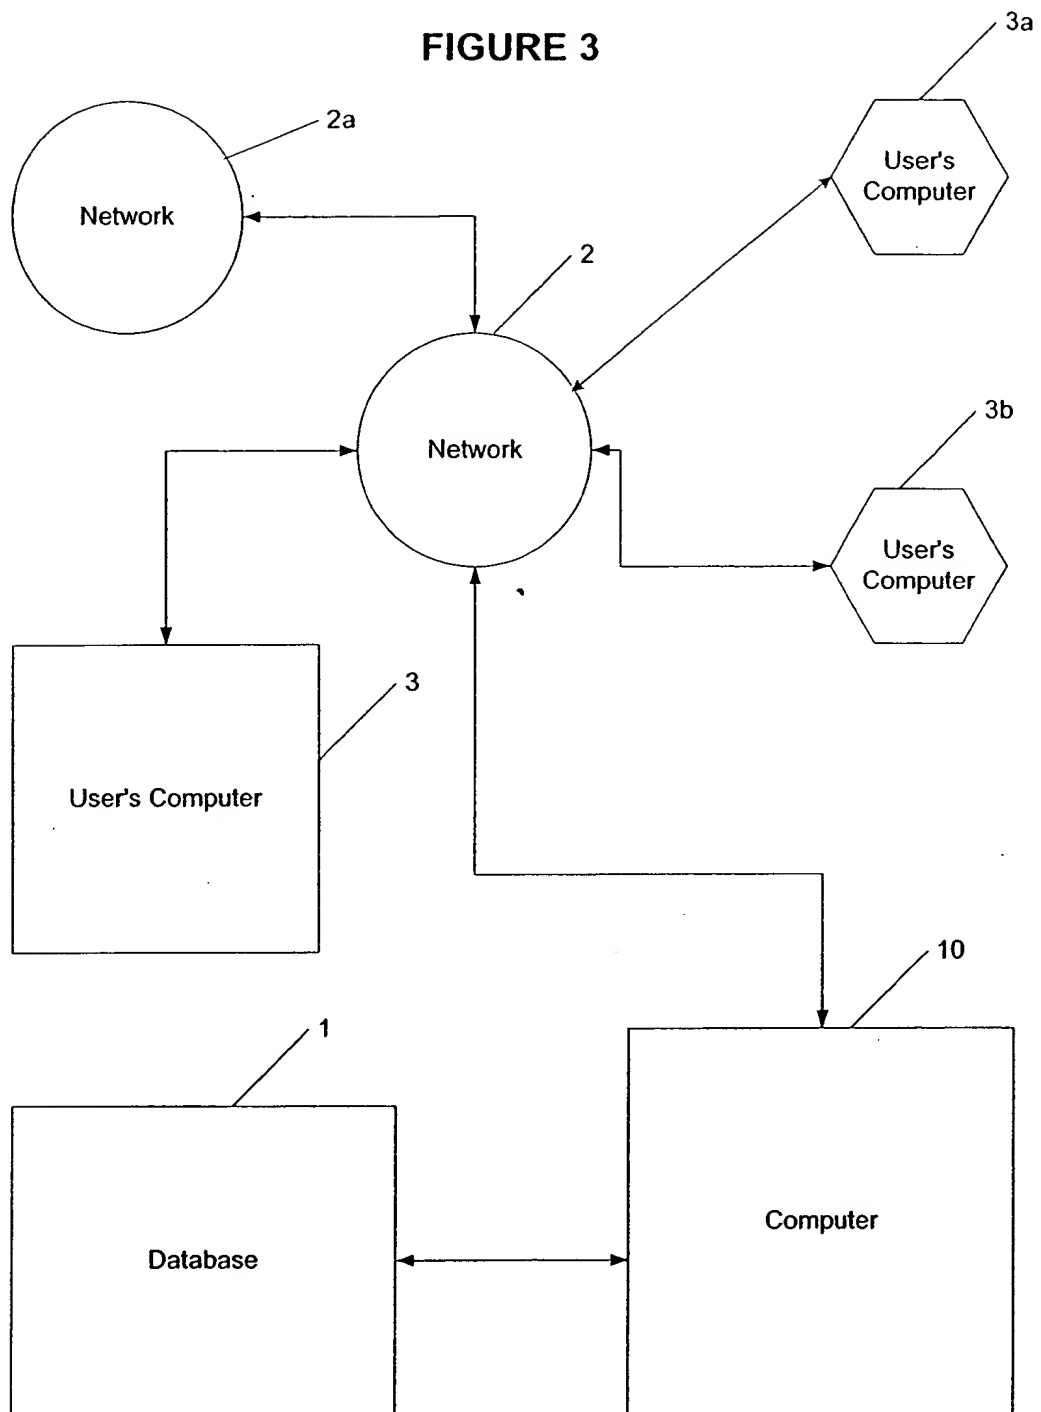 FIGURE 3
3a
2a
User's
Computer
Network
2
3b
Network
User's
Computer
3
User's Computer
10
1
Computer
Database